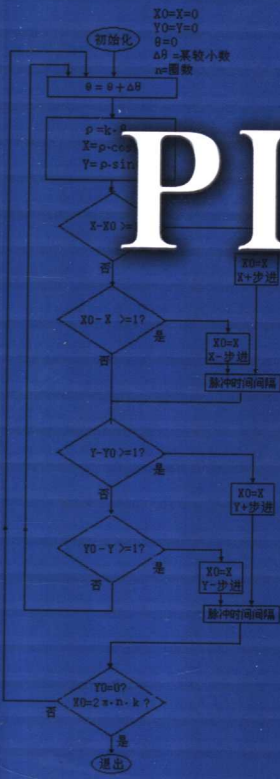 X0=X=0
Y0=Y=0
θ=0
Δθ=某较小数
n=圈数
初始化
θ=θ+Δθ
ρ=k·
X=ρ·cos
Y=ρ·sin
PI
X-X0 >=
否
X0=X
X+步进
X0-X >=1?
是
否
X0=X
X-步进
脉冲时间间隔
Y-Y0 >=1?
是
否
X0=X
Y+步进
Y0-Y >=1?
是
否
X0=X
Y-步进
脉冲时间间隔
Y0=0?
X0=2π·n·k?
否
是
退出